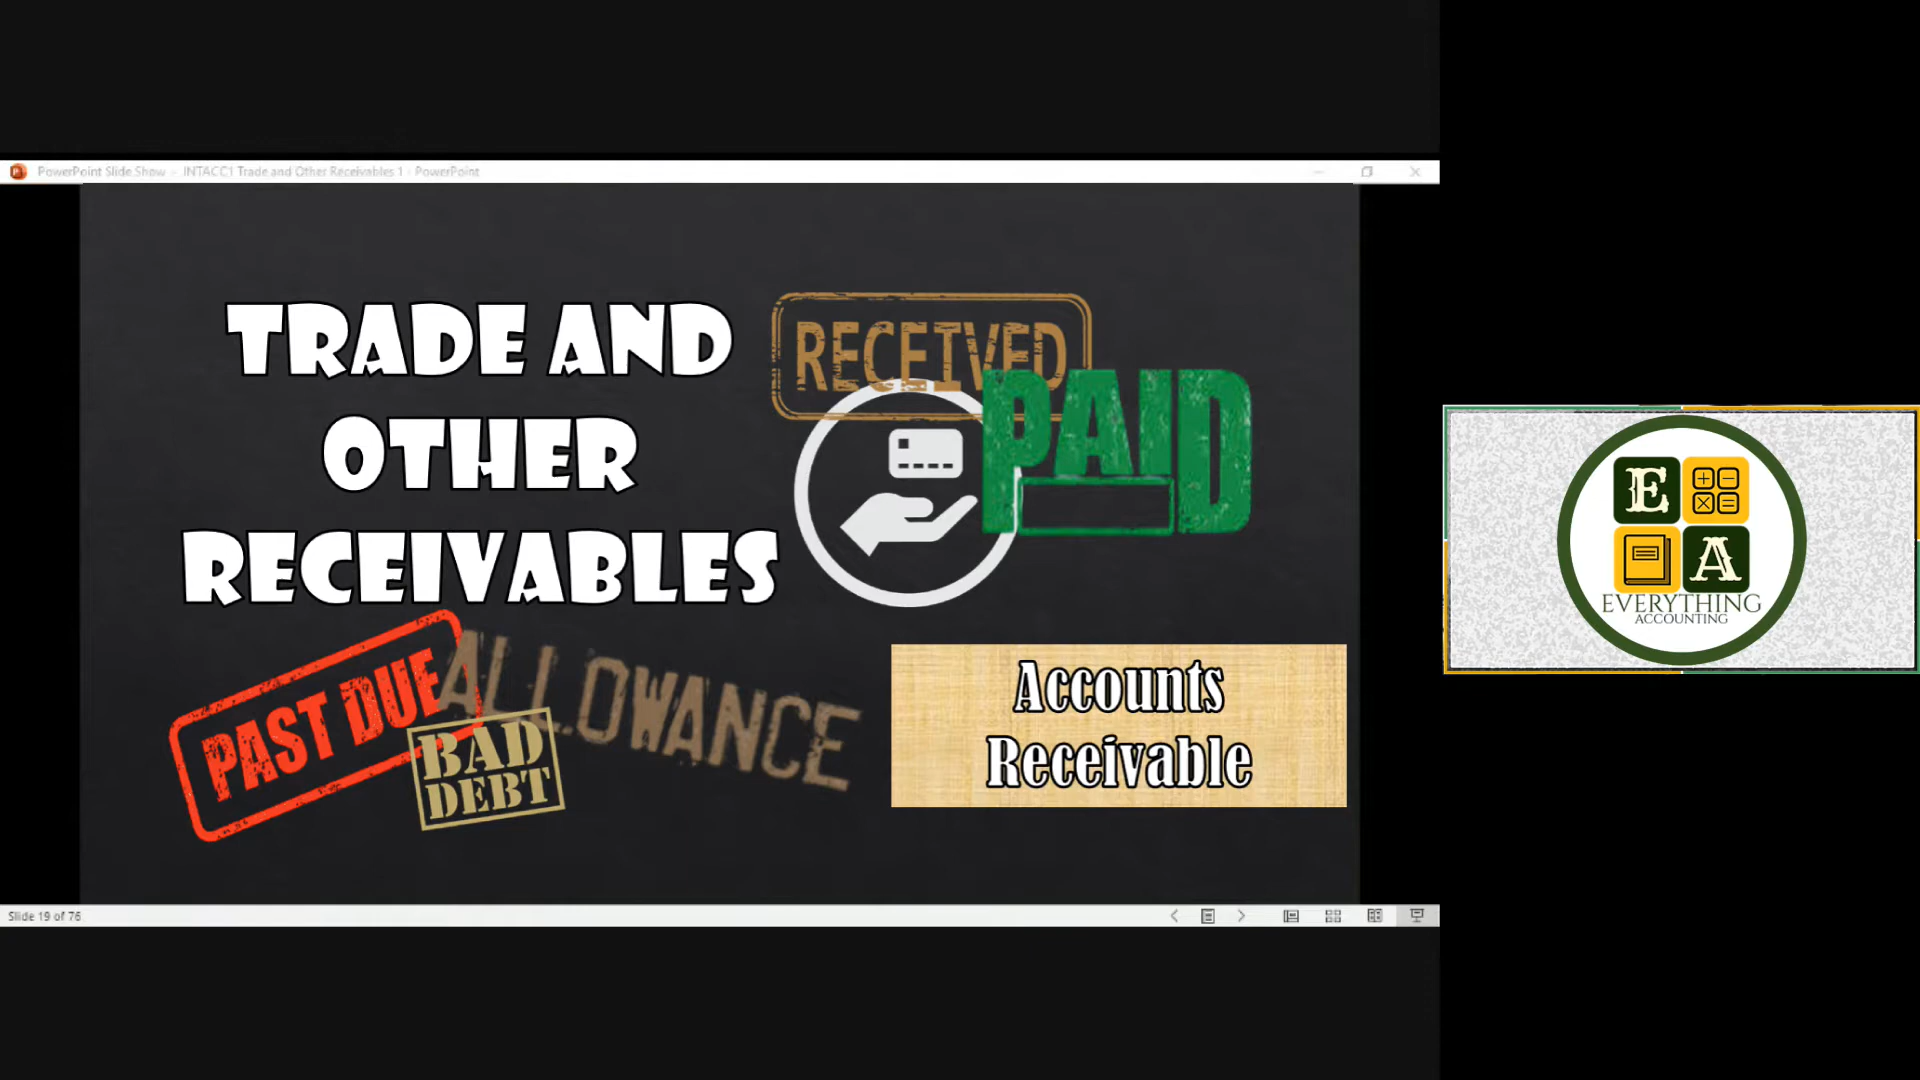 PowerPoint Slide Show - INTACC1 Trade and Other Receivables 1 - PowerPoint
TRADE AND
OTHER
RECEIVABLES
RECEIVED
PAID
PAST DUE
ALLOWANCE
BAD
DEBT
Accounts
Receivable
E
A
EVERYTHING
ACCOUNTING
Slide 19 of 76